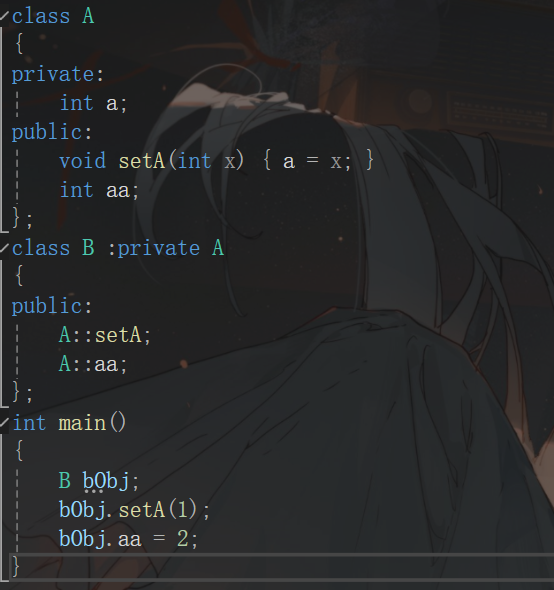 class A
{
private:
    int a;
public:
    void setA(int x) { a = x; }
    int aa;
};
class B :private A
{
public:
    A::setA;
    A::aa;
};
int main()
{
    B bObj;
    bObj.setA(1);
    bObj.aa = 2;
}